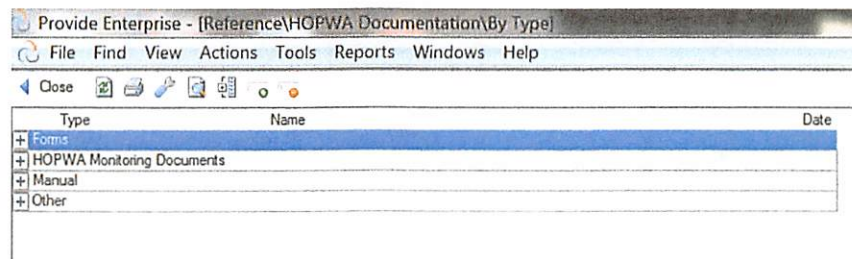 Provide Enterprise - [Reference\HOPWA Documentation\By Type]
File Find View Actions Tools Reports Windows Help
Close
Type Name Date
Forms
HOPWA Monitoring Documents
Manual
Other